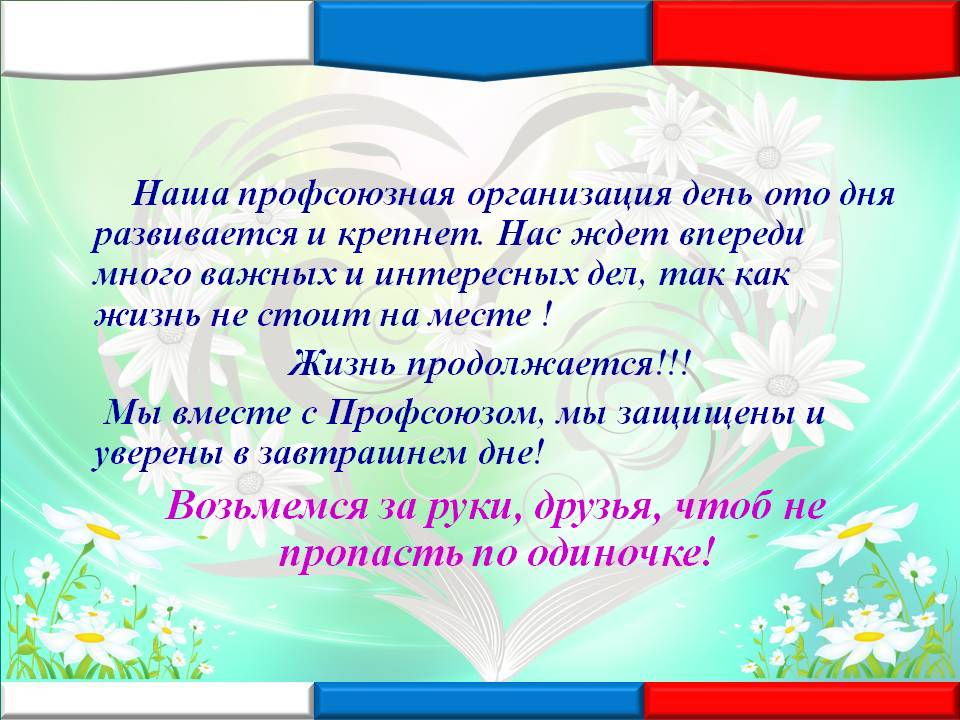 Наша профсоюзная организация день ото дня
развивается и крепнет. Нас ждет впереди
много важных и интересных дел, так как
жизнь не стоит на месте !
Жизнь продолжается!!!
Мы вместе с Профсоюзом, мы защищены и
уверены в завтрашнем дне!
Возьмемся за руки, друзья, чтоб не
пропасть по одиночке!